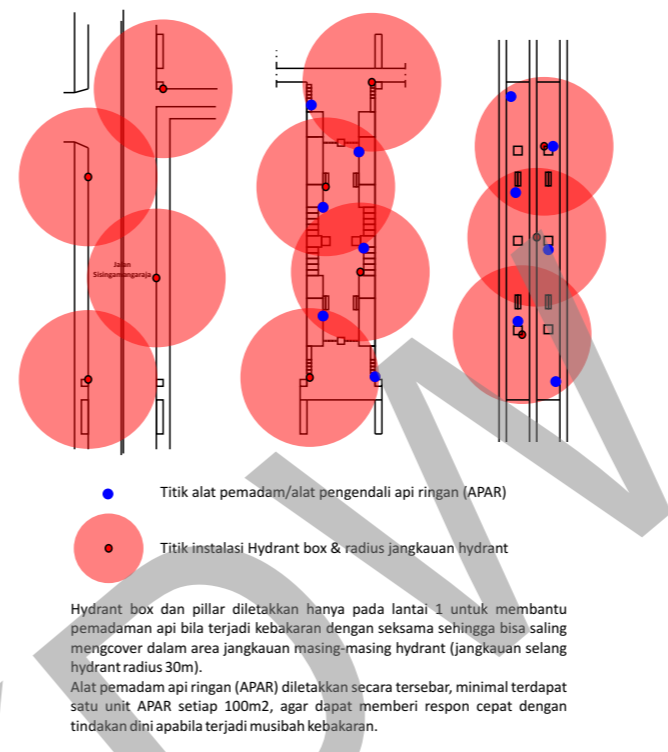 Jalan
Sisingamangaraja
Titik alat pemadam/alat pengendali api ringan (APAR)
Titik instalasi Hydrant box & radius jangkauan hydrant
Hydrant box dan pillar diletakkan hanya pada lantai 1 untuk membantu
pemadaman api bila terjadi kebakaran dengan seksama sehingga bisa saling
mengcover dalam area jangkauan masing-masing hydrant (jangkauan selang
hydrant radius 30m).
Alat pemadam api ringan (APAR) diletakkan secara tersebar, minimal terdapat
satu unit APAR setiap 100m2, agar dapat memberi respon cepat dengan
tindakan dini apabila terjadi musibah kebakaran.